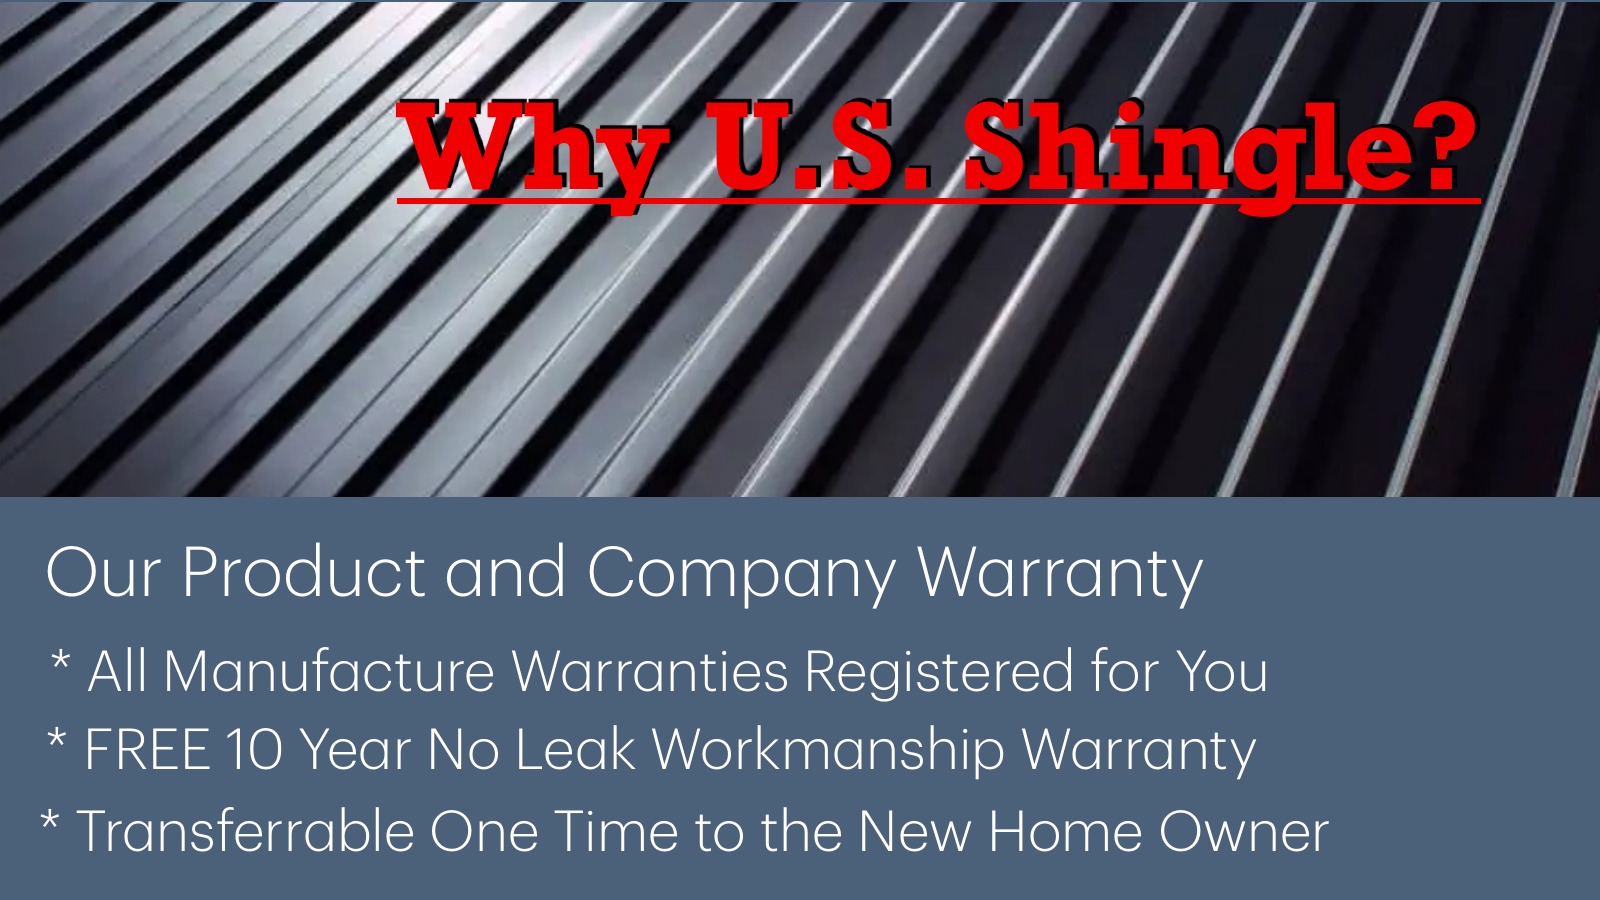 Why U.S. Shingle?
Our Product and Company Warranty
* All Manufacture Warranties Registered for You
* FREE 10 Year No Leak Workmanship Warranty
* Transferrable One Time to the New Home Owner